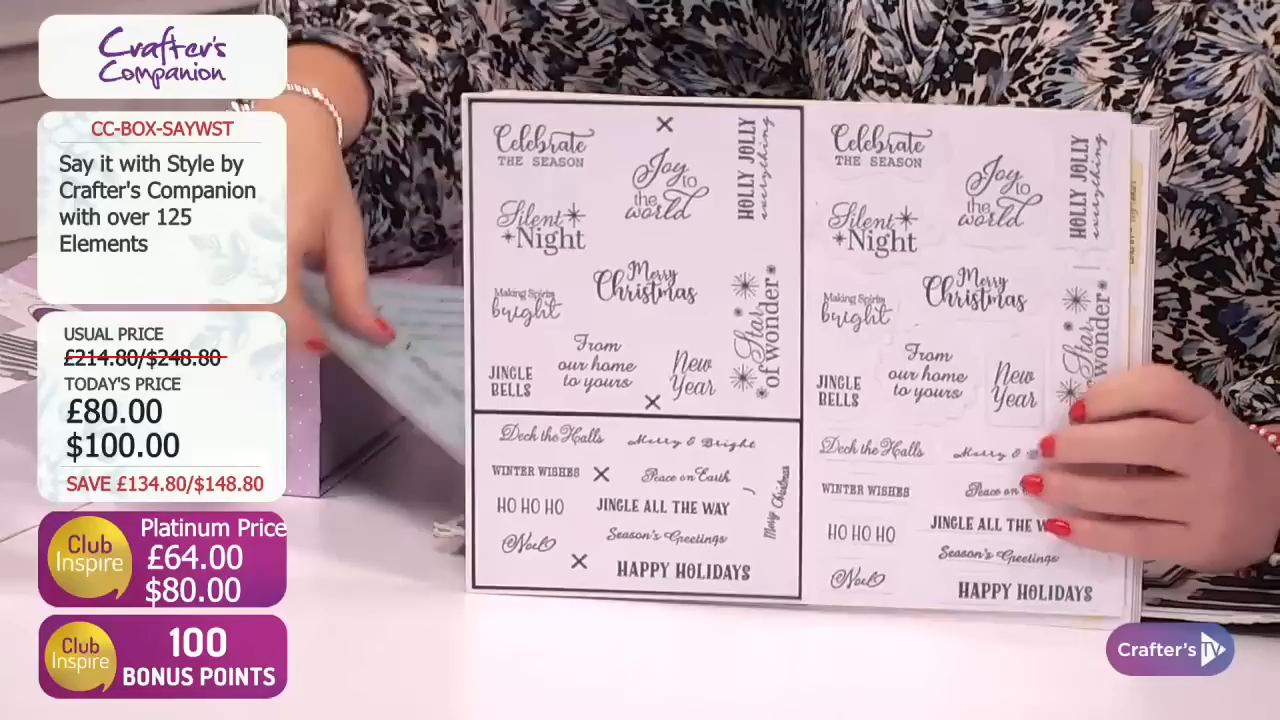 Crafter's
Companion
CC-BOX-SAYWST
Say it with Style by
Crafter's Companion
with over 125
Elements
USUAL PRICE
£214.80/$248.80
TODAY'S PRICE
£80.00
$100.00
SAVE £134.80/$148.80
Club
Inspire
Platinum Price
£64.00
$80.00
Club
Inspire
100
BONUS POINTS
Celebrate
THE SEASON
Joy to
the
world
HOLLY JOLLY
everything
Silent
Night
Merry
Christmas
Making Spirits
bright
Star
of wonder
From
our home
to yours
New
Year
JINGLE
BELLS
Deck the Halls
Merry & Bright
WINTER WISHES
Peace on Earth
Merry Christmas
HO HO HO
JINGLE ALL THE WAY
Season's Greetings
Noel
HAPPY HOLIDAYS
Celebrate
THE SEASON
Joy to
the
world
HOLLY JOLLY
everything
Silent
Night
Merry
Christmas
Making Spirits
bright
Star
wonder
From
our home
to yours
New
Year
JINGLE
BELLS
Deck the Halls
Merry &
WINTER WISHES
Peace on
HO HO HO
JINGLE ALL THE
Season's Greetings
Noel
HAPPY HOLIDAYS
Crafter's TV